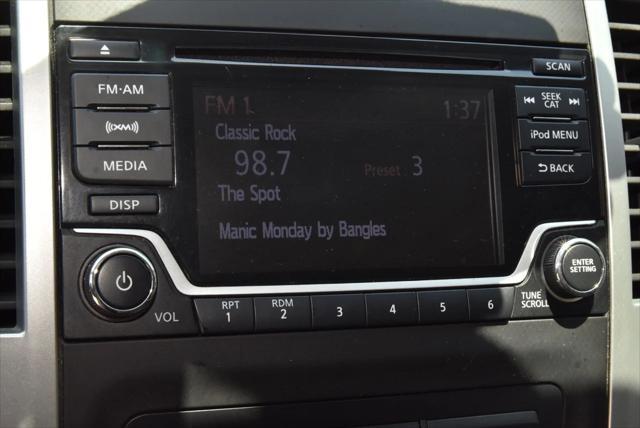 SCAN
FM·AM
XM
MEDIA
DISP
FM 1
1:37
Classic Rock
98.7
Preset 3
The Spot
Manic Monday by Bangles
SEEK
CAT
iPod MENU
BACK
VOL
RPT
1
RDM
2
3
4
5
6
TUNE
SCROLL
ENTER
SETTING